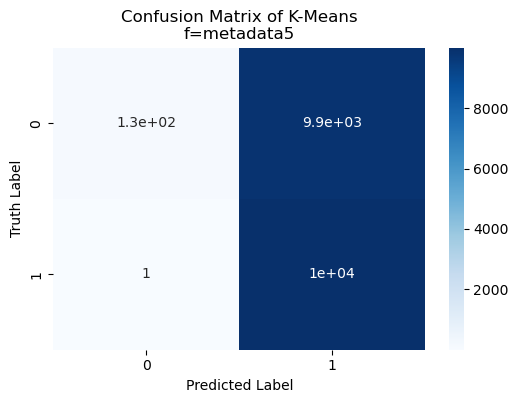 Confusion Matrix of K-Means
f=metadata5
Truth Label
0
1.3e+02
9.9e+03
1
1
1e+04
0
1
Predicted Label
8000
6000
4000
2000